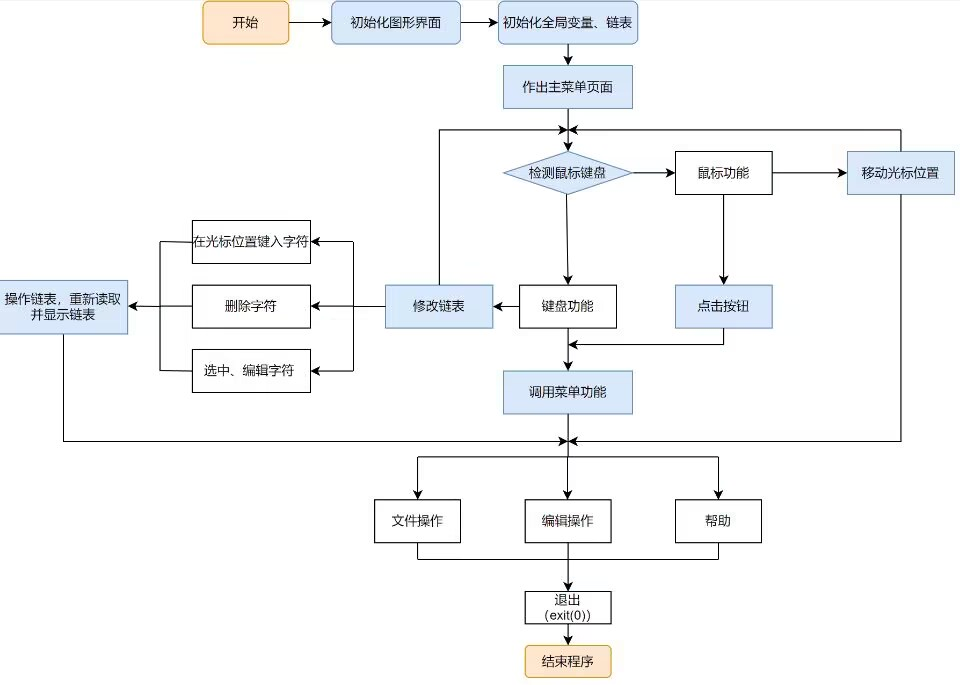 开始
初始化图形界面
初始化全局变量、链表
作出主菜单页面
检测鼠标键盘
鼠标功能
移动光标位置
在光标位置键入字符
操作链表，重新读取
并显示链表
删除字符
修改链表
键盘功能
点击按钮
选中、编辑字符
调用菜单功能
文件操作
编辑操作
帮助
退出
（exit(0)）
结束程序